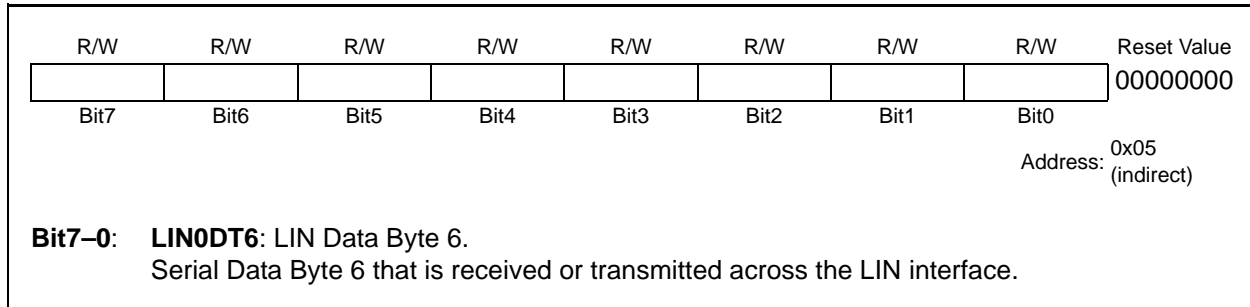 R/W R/W R/W R/W R/W R/W R/W R/W Reset Value
00000000
Bit7 Bit6 Bit5 Bit4 Bit3 Bit2 Bit1 Bit0
Address: 0x05
(indirect)
Bit7–0: LIN0DT6: LIN Data Byte 6.
Serial Data Byte 6 that is received or transmitted across the LIN interface.